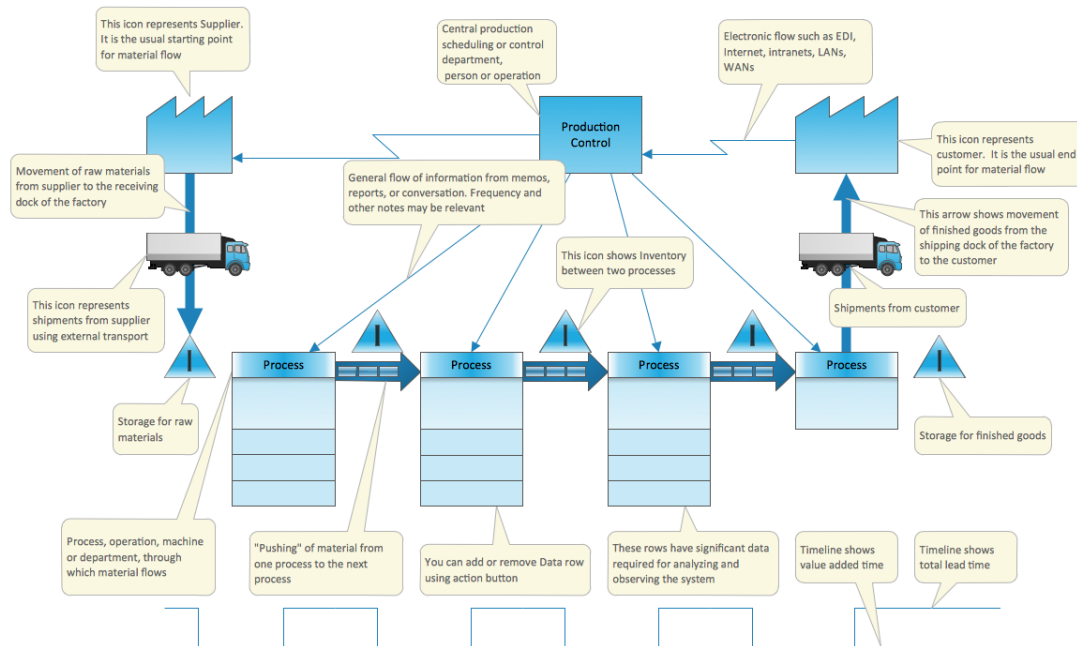 This icon represents Supplier.
It is the usual starting point
for material flow
Central production
scheduling or control
department,
person or operation
Electronic flow such as EDI,
Internet, intranets, LANs,
WANs
Production
Control
This icon represents
customer. It is the usual end
point for material flow
Movement of raw materials
from supplier to the receiving
dock of the factory
General flow of information from memos,
reports, or conversation. Frequency and
other notes may be relevant
This arrow shows movement
of finished goods from the
shipping dock of the factory
to the customer
This icon shows Inventory
between two processes
This icon represents
shipments from supplier
using external transport
Shipments from customer
I
I
I
I
I
Process
Process
Process
Process
Storage for raw
materials
Storage for finished goods
Process, operation, machine
or department, through
which material flows
"Pushing" of material from
one process to the next
process
You can add or remove Data row
using action button
These rows have significant data
required for analyzing and
observing the system
Timeline shows
value added time
Timeline shows
total lead time